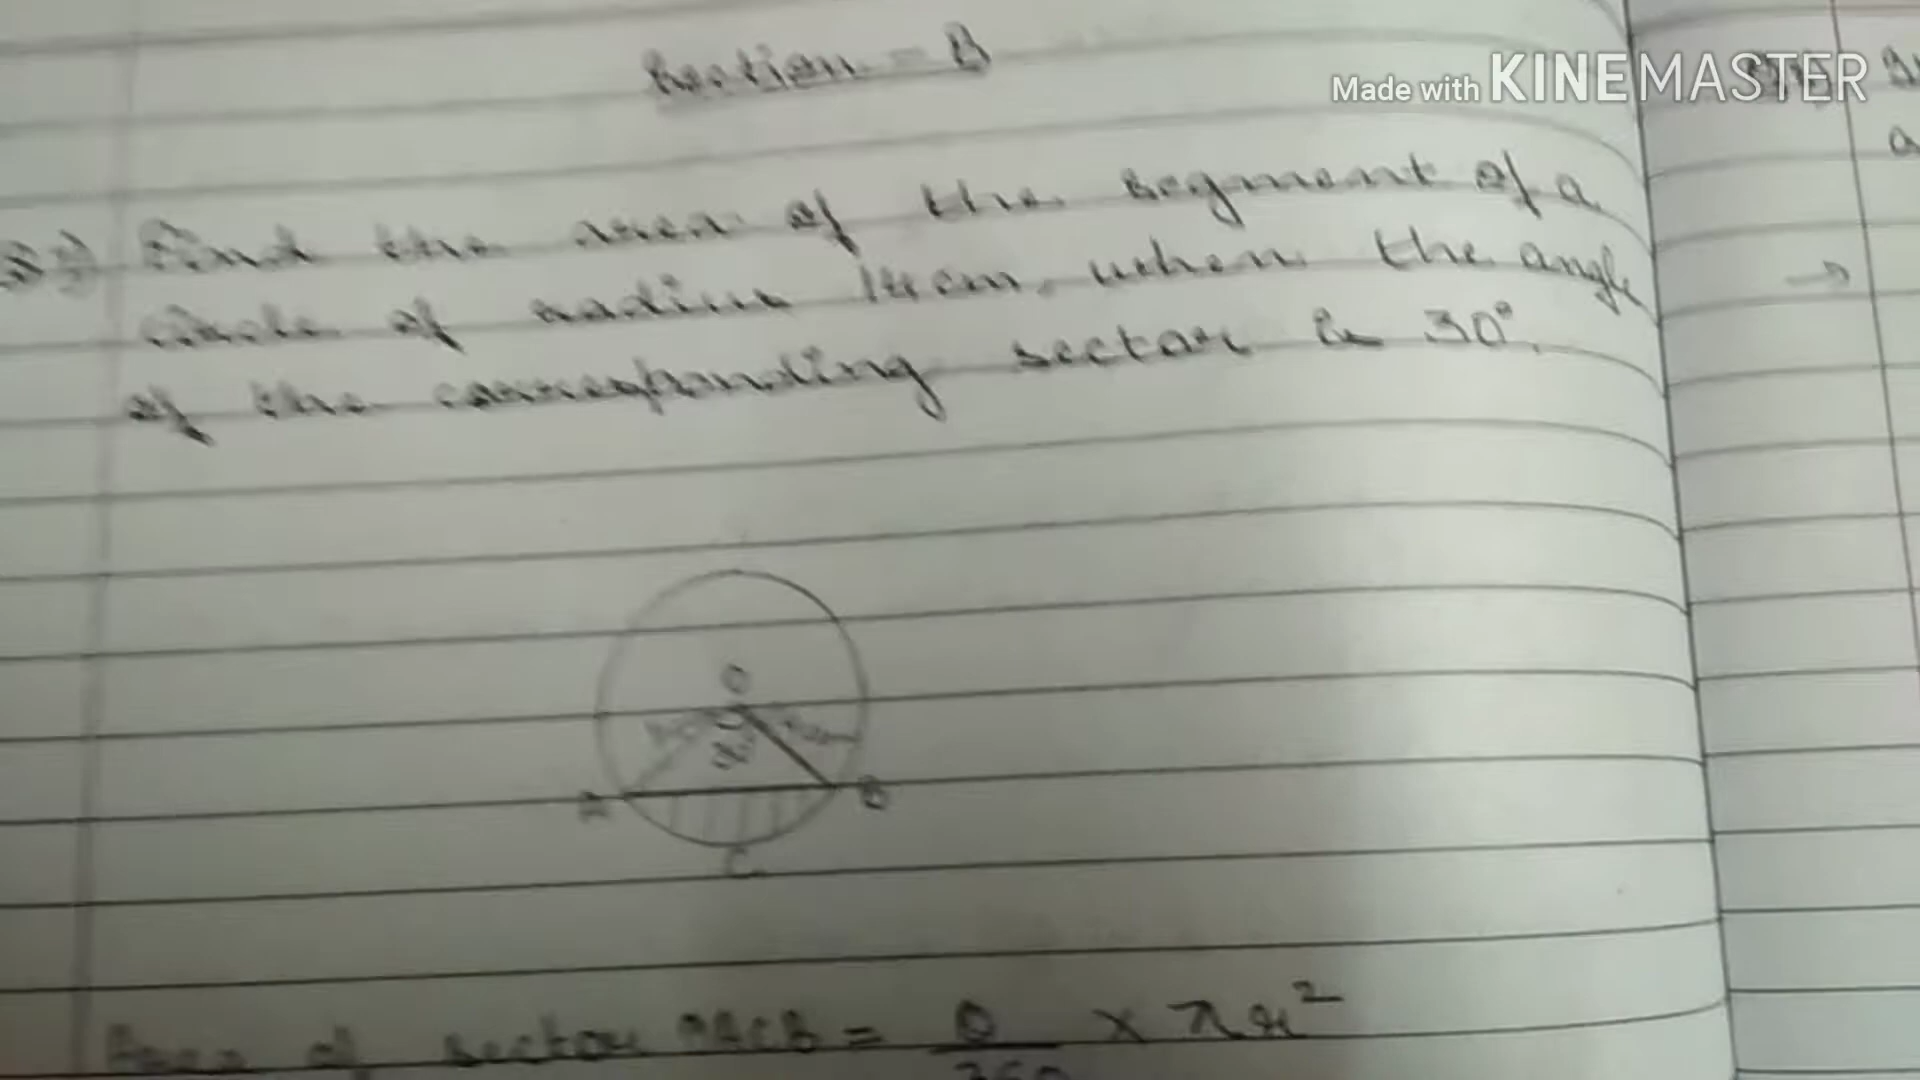 Section - B
Made with KINEMASTER
Find the area of the segment of a
circle of radius 14cm, when the angle
of the corresponding sector is 30°.
O
A
B
C
Area of sector OACB = θ/360 × πr²